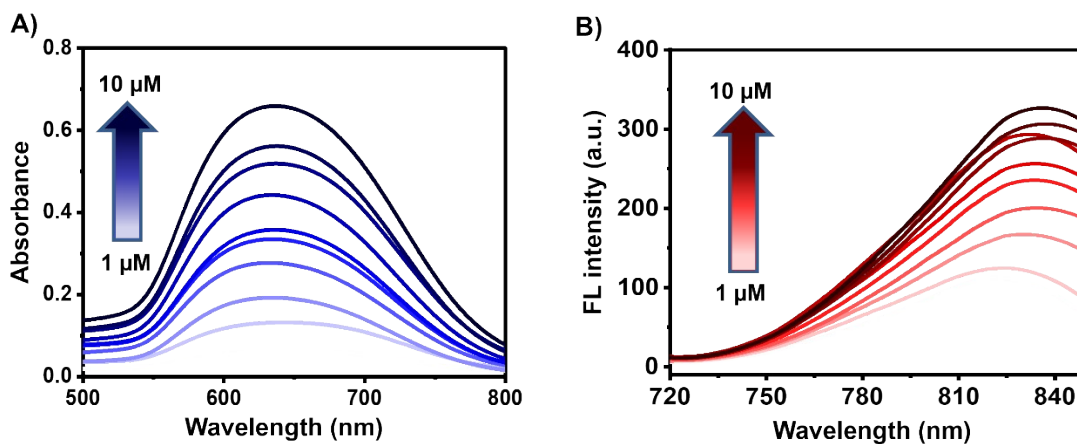 A)
0.8
0.6
0.4
0.2
0.0
Absorbance
10 µM
1 µM
500
600
700
800
Wavelength (nm)
B)
400
300
200
100
0
FL intensity (a.u.)
10 µM
1 µM
720
750
780
810
840
Wavelength (nm)